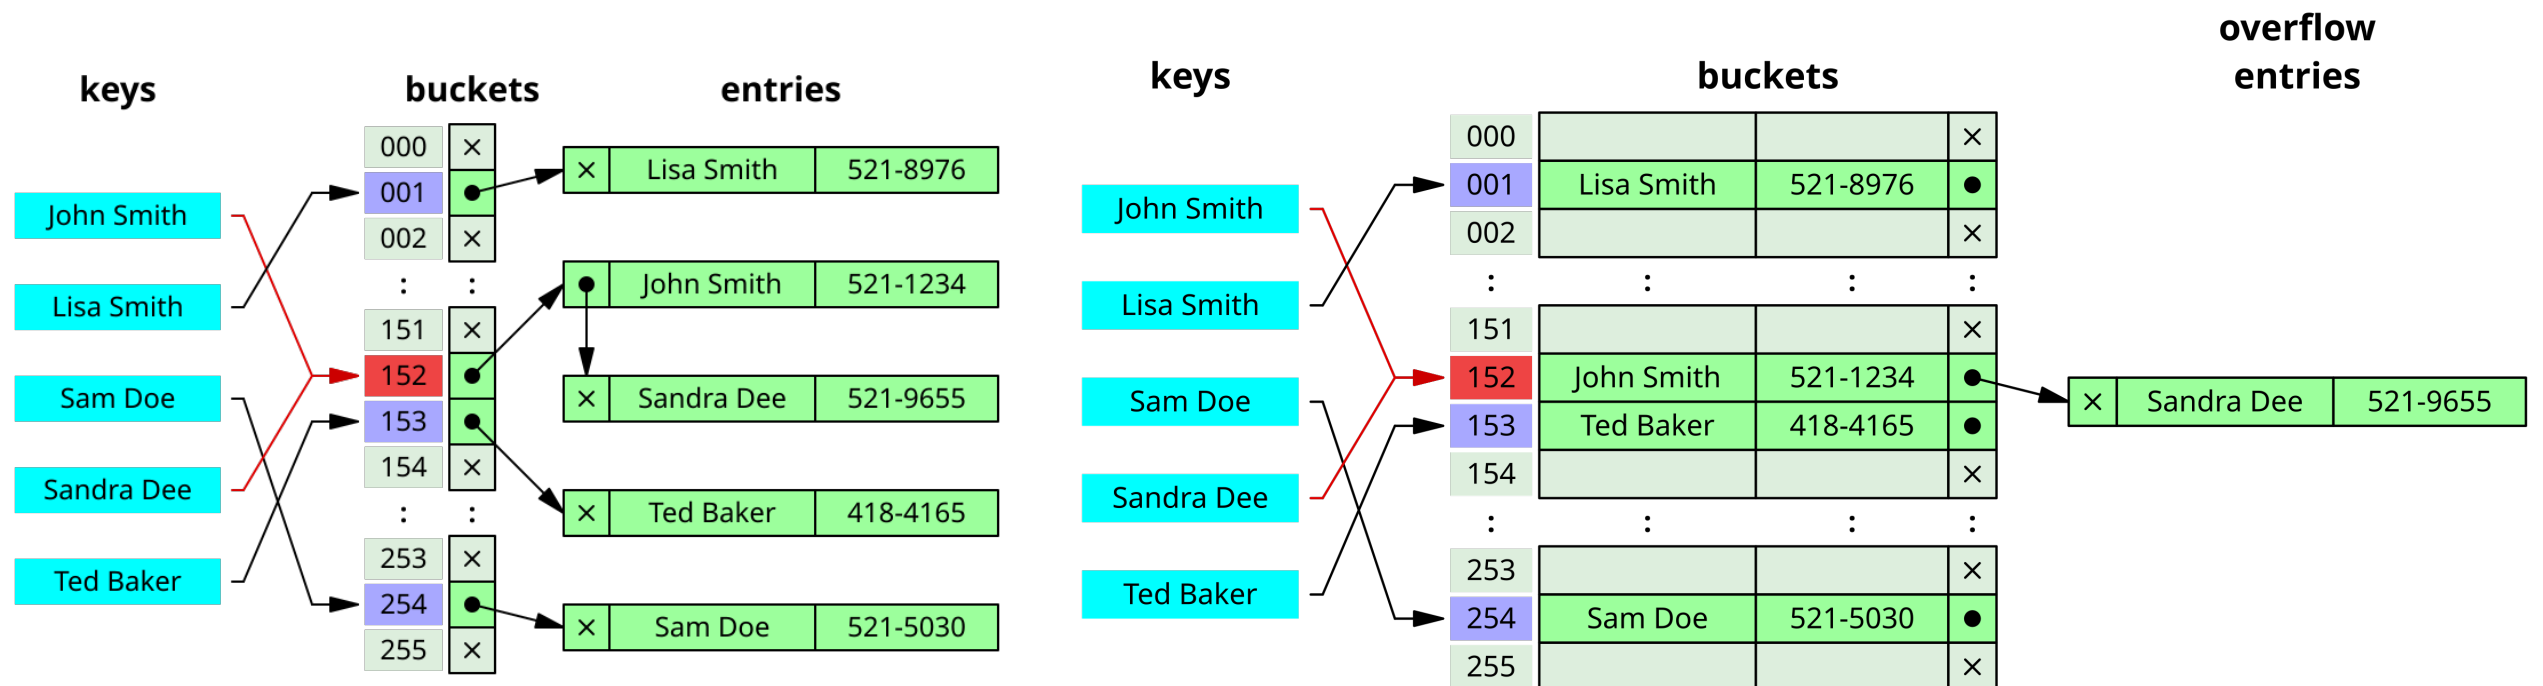 keys
buckets
entries
John Smith
Lisa Smith
Sam Doe
Sandra Dee
Ted Baker
000 ×
001
002 ×
: :
151 ×
152
153
154 ×
: :
253 ×
254
255 ×
× Lisa Smith 521-8976
John Smith 521-1234
× Sandra Dee 521-9655
× Ted Baker 418-4165
× Sam Doe 521-5030
keys
buckets
overflow
entries
John Smith
Lisa Smith
Sam Doe
Sandra Dee
Ted Baker
000 ×
001 Lisa Smith 521-8976
002 ×
: : : :
151 ×
152 John Smith 521-1234
153 Ted Baker 418-4165
154 ×
: : : :
253 ×
254 Sam Doe 521-5030
255 ×
× Sandra Dee 521-9655